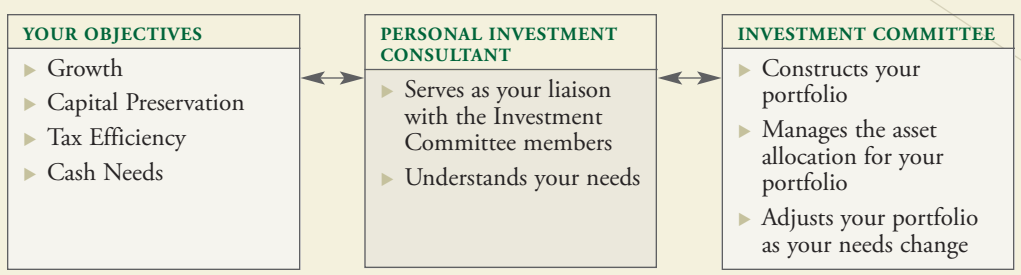 YOUR OBJECTIVES
Growth
Capital Preservation
Tax Efficiency
Cash Needs
PERSONAL INVESTMENT
CONSULTANT
Serves as your liaison
with the Investment
Committee members
Understands your needs
INVESTMENT COMMITTEE
Constructs your
portfolio
Manages the asset
allocation for your
portfolio
Adjusts your portfolio
as your needs change